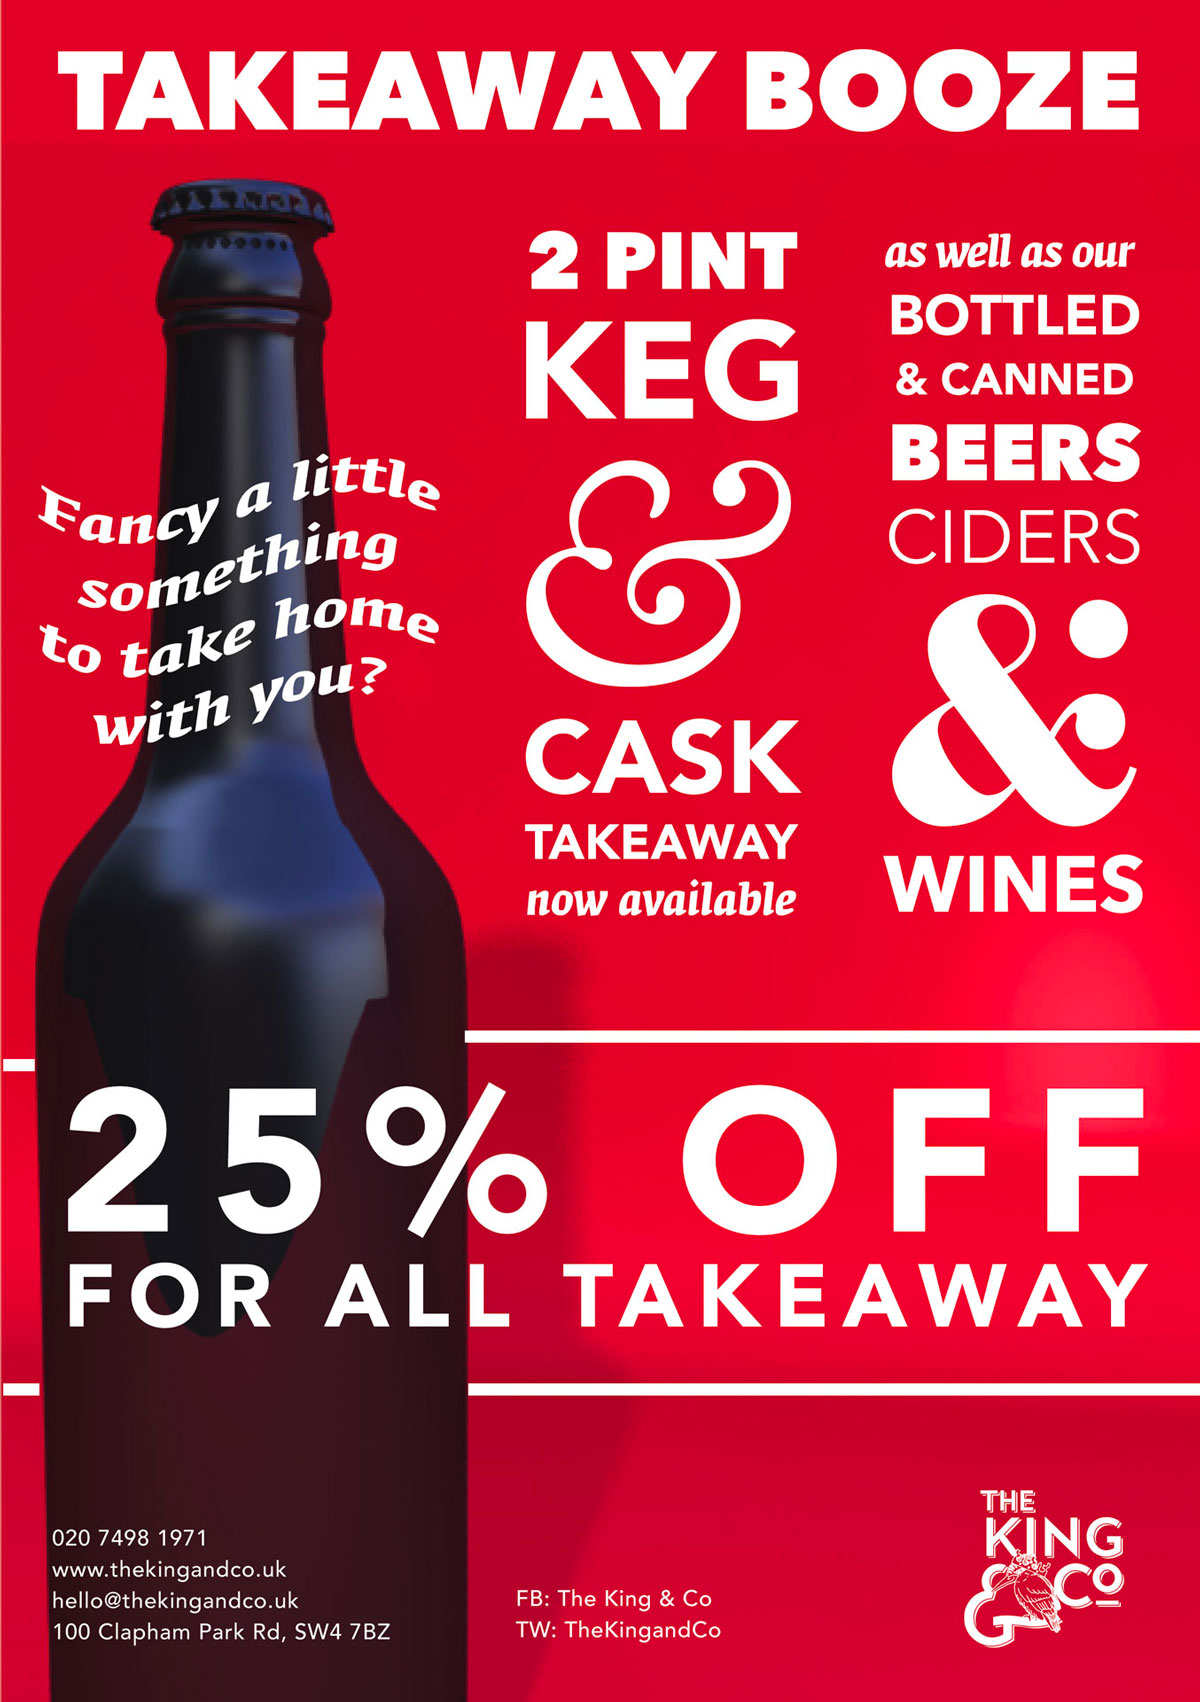 TAKEAWAY BOOZE
Fancy a little
something
to take home
with you?
2 PINT
KEG
&
CASK
TAKEAWAY
now available
as well as our
BOTTLED
& CANNED
BEERS
CIDERS
&
WINES
25% OFF
FOR ALL TAKEAWAY
020 7498 1971
www.thekingandco.uk
hello@thekingandco.uk
100 Clapham Park Rd, SW4 7BZ
FB: The King & Co
TW: TheKingandCo
THE
KING
& Co